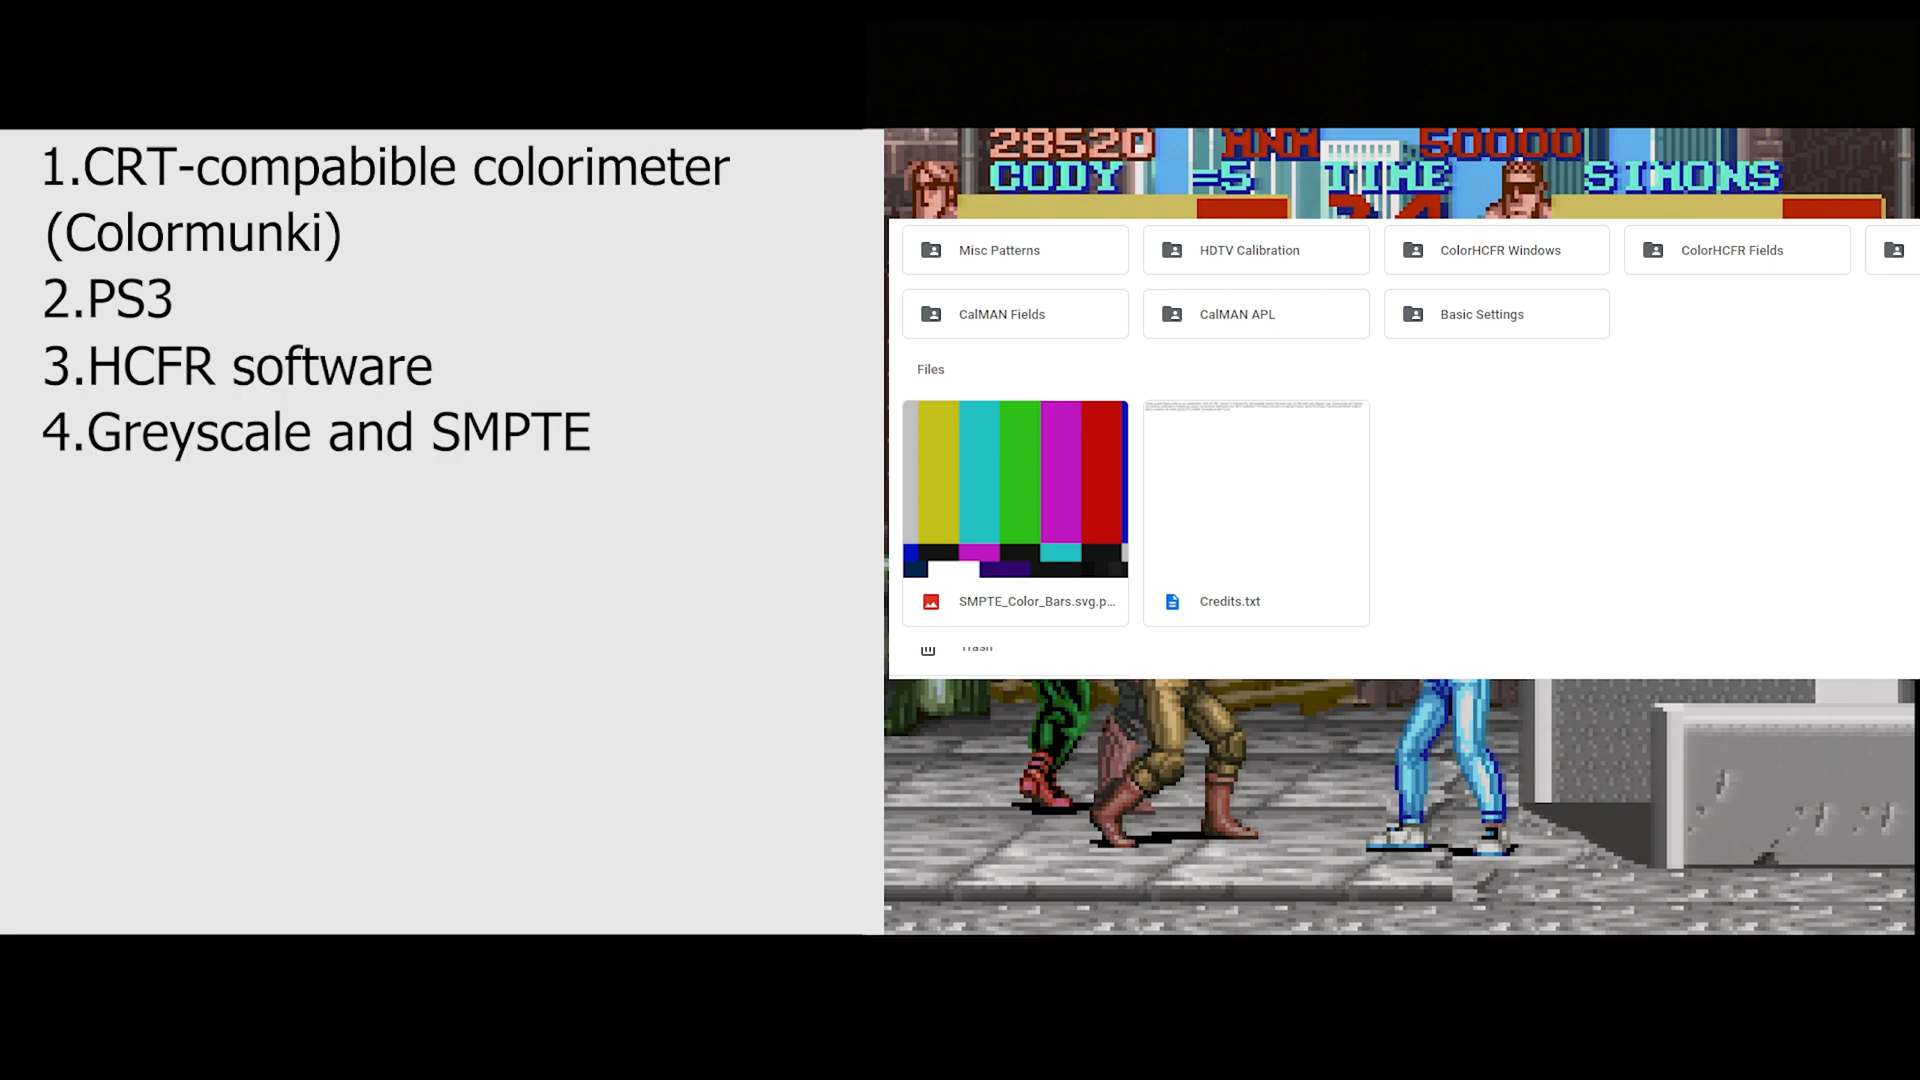 1.CRT-compabible colorimeter
(Colormunki)
2.PS3
3.HCFR software
4.Greyscale and SMPTE
28520 50000
CODY =5 TIME SIMONS
Misc Patterns
HDTV Calibration
ColorHCFR Windows
ColorHCFR Fields
CalMAN Fields
CalMAN APL
Basic Settings
Files
SMPTE_Color_Bars.svg.p...
Credits.txt
Trash